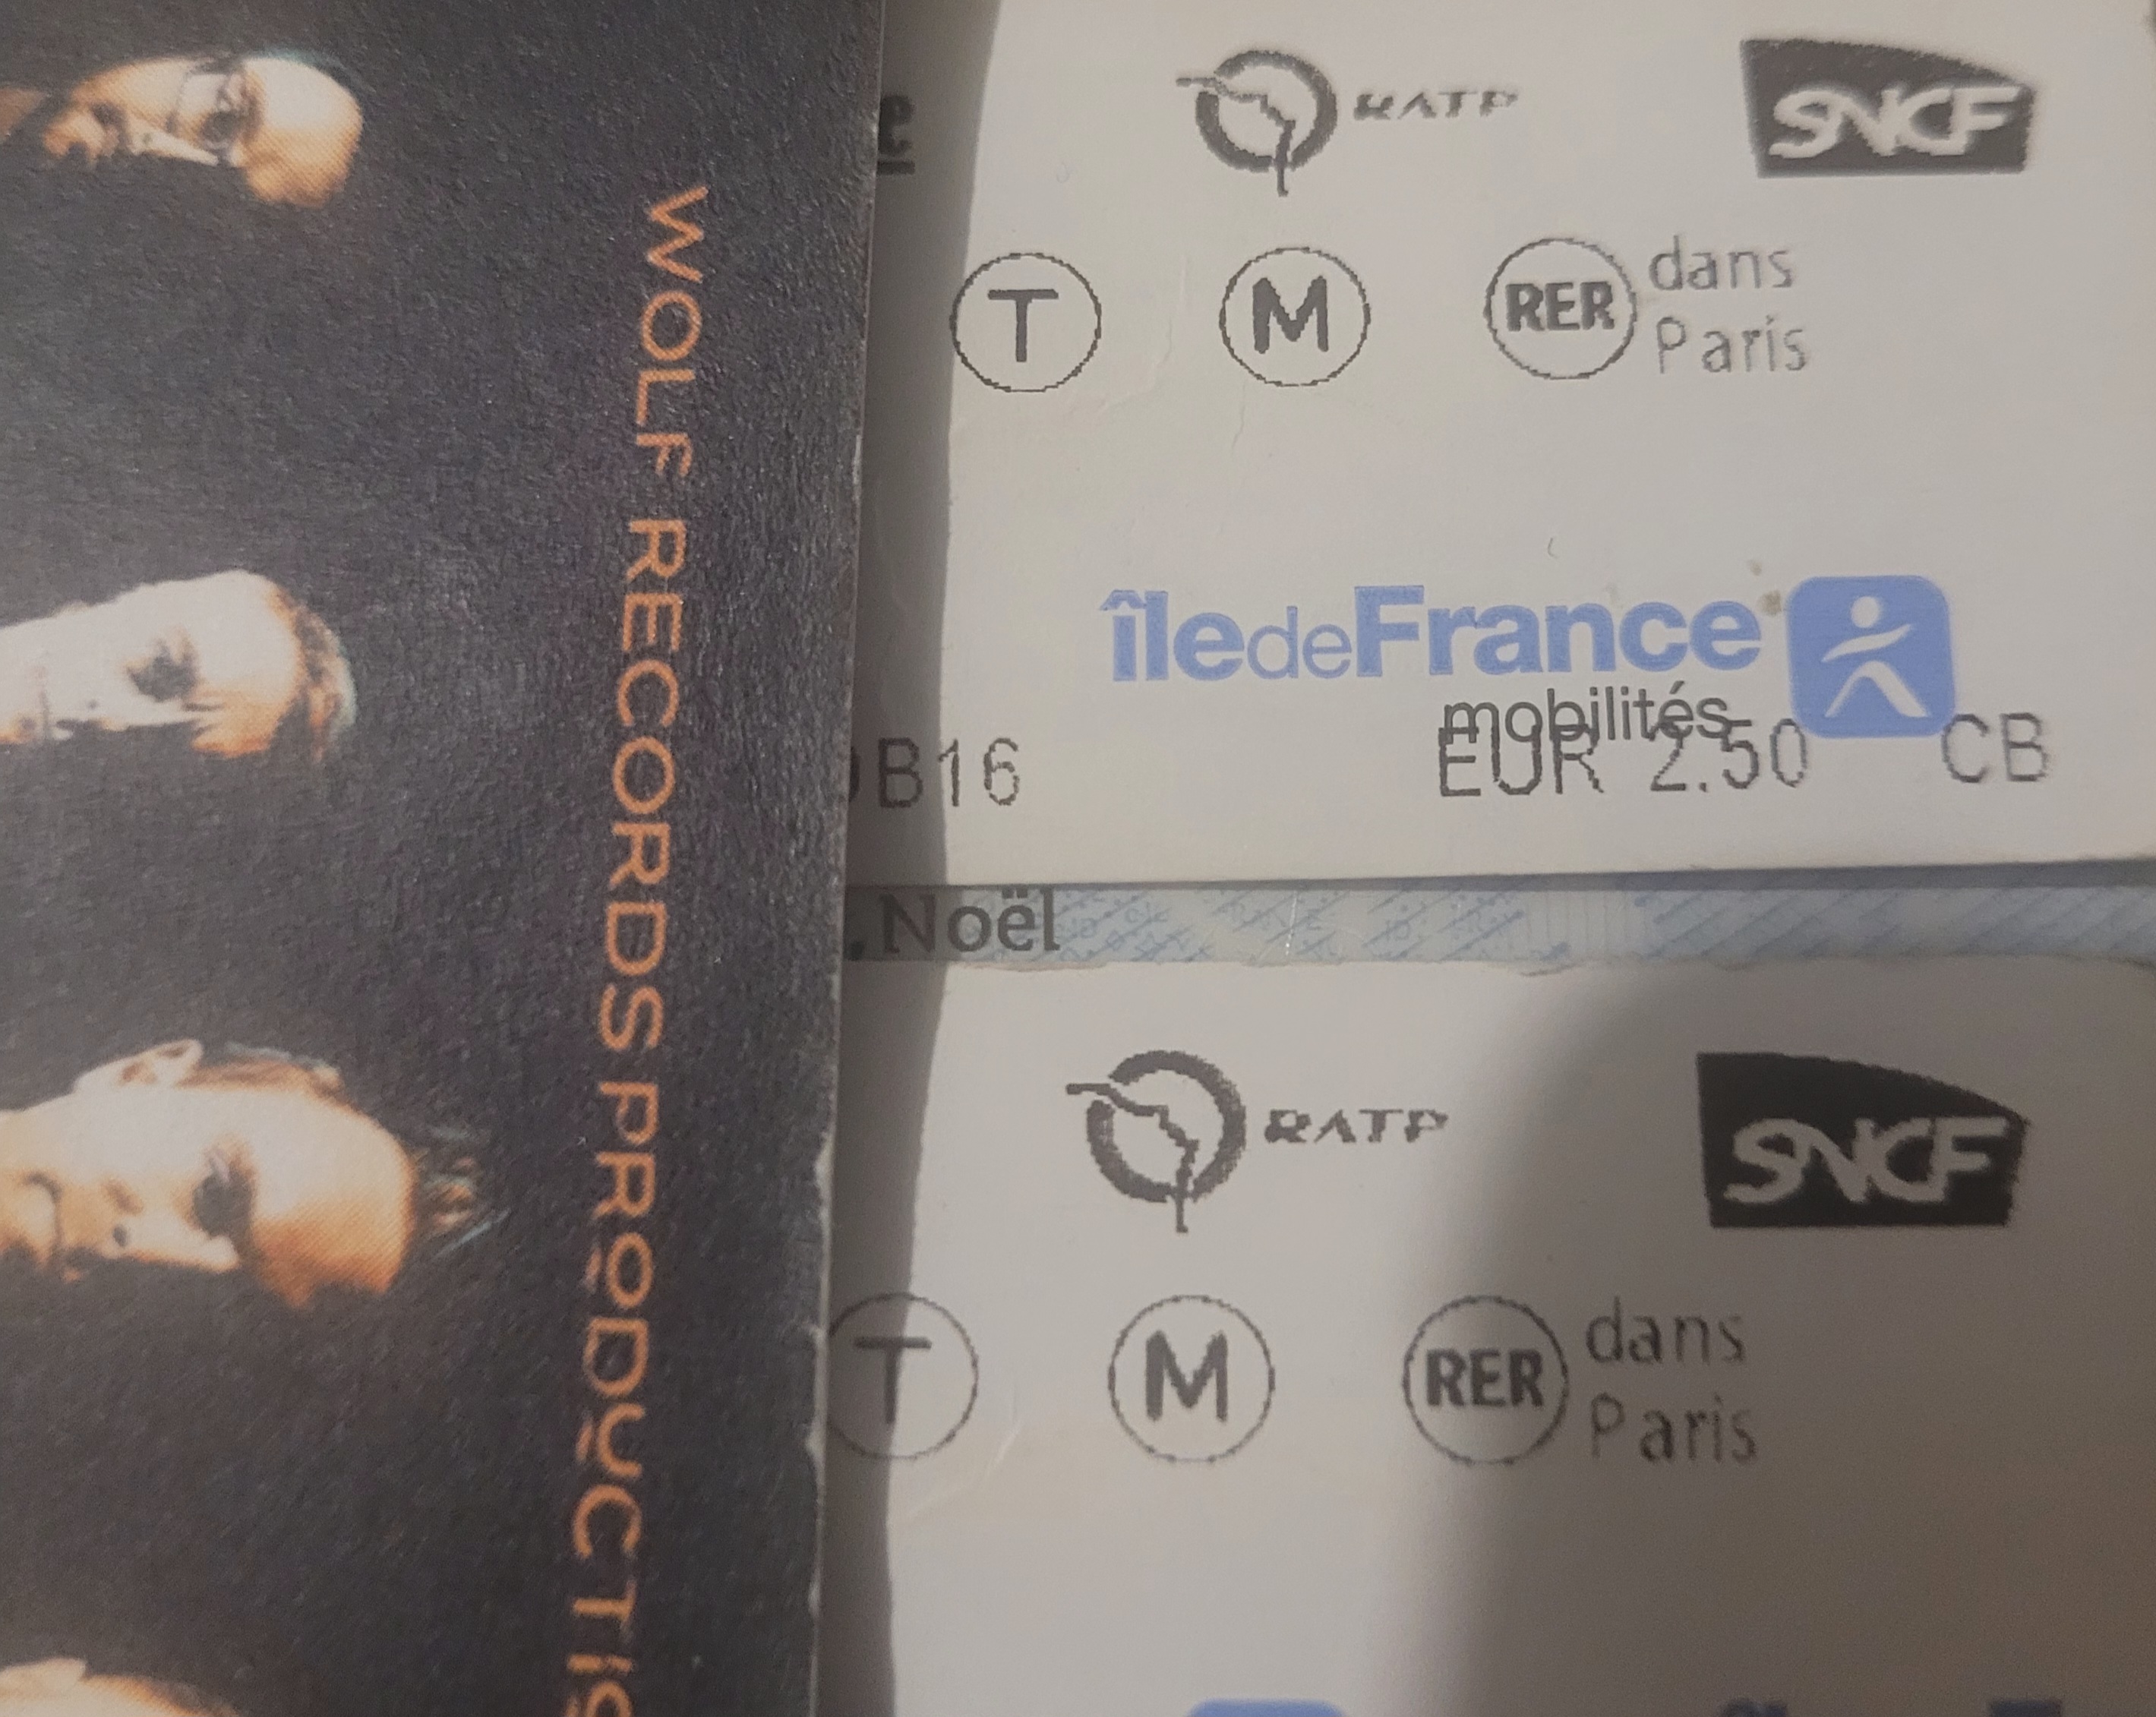 WOLF RECORDS PRODUCTIO
RATP
SNCF
T
M
RER
dans
Paris
îledeFrance
mobilités
B16
EUR 2.50
CB
Noël
RATP
SNCF
T
M
RER
dans
Paris